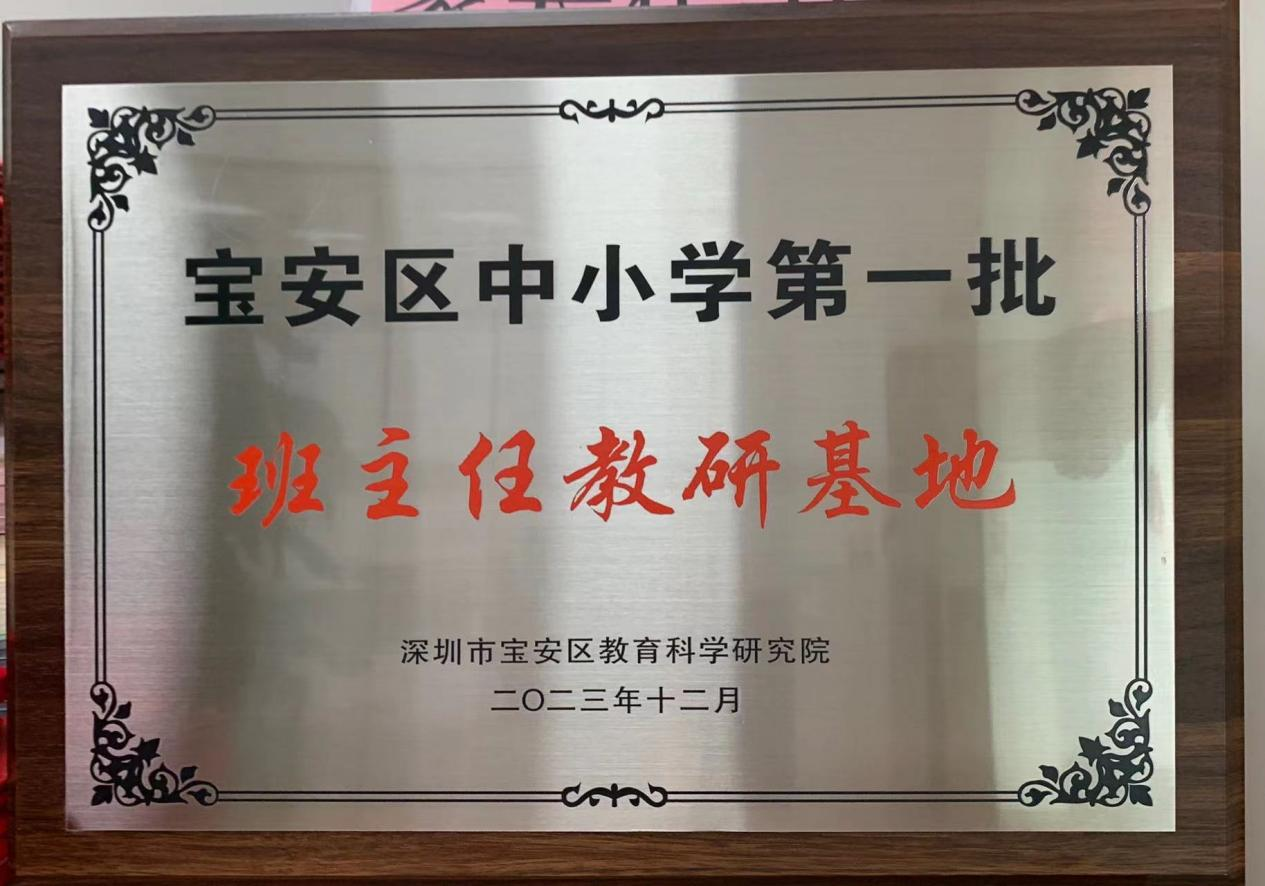 宝安区中小学第一批
班主任教研基地
深圳市宝安区教育科学研究院
二〇二三年十二月